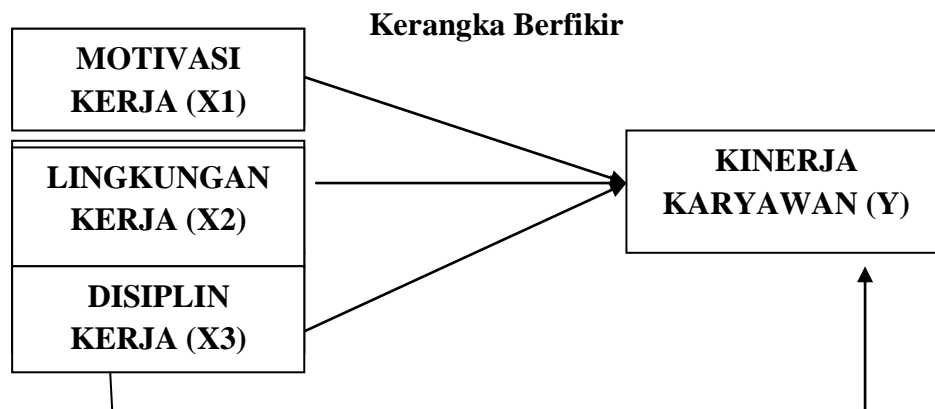 Kerangka Berfikir
MOTIVASI
KERJA (X1)
LINGKUNGAN
KERJA (X2)
DISIPLIN
KERJA (X3)
KINERJA
KARYAWAN (Y)